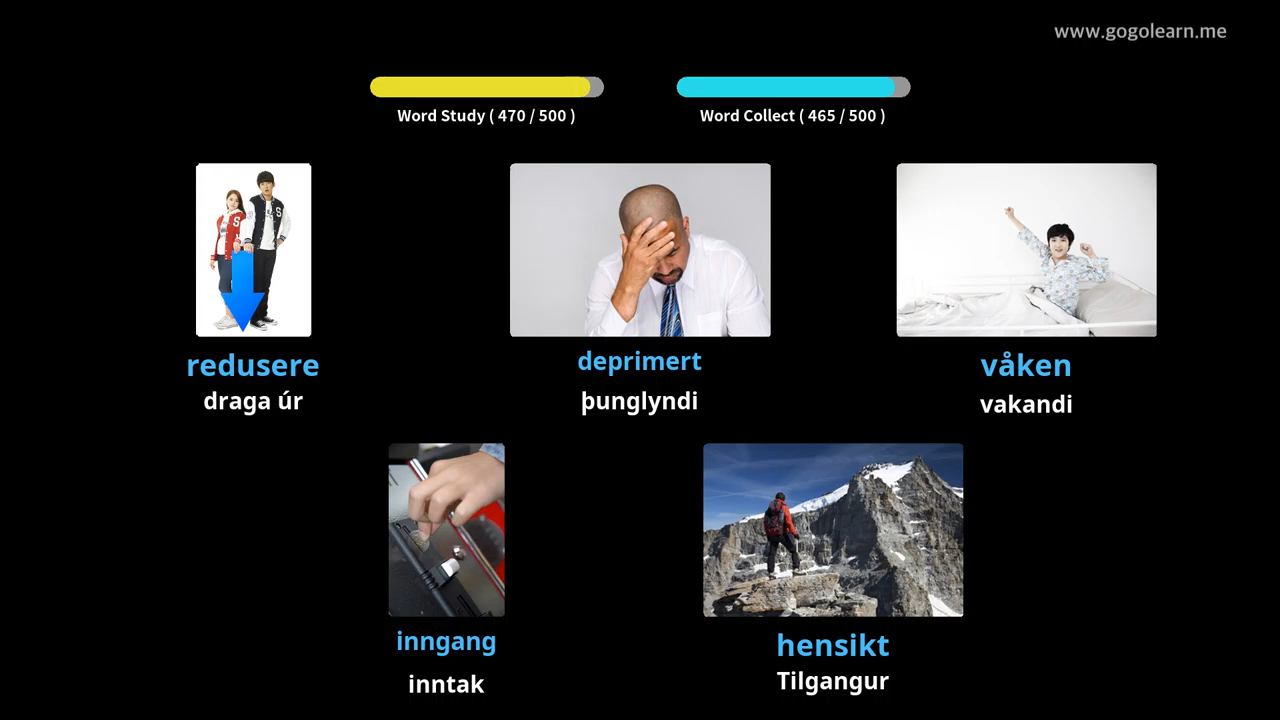 www.gogolearn.me
Word Study ( 470 / 500 )
Word Collect ( 465 / 500 )
redusere
draga úr
deprimert
þunglyndi
våken
vakandi
inngang
inntak
hensikt
Tilgangur